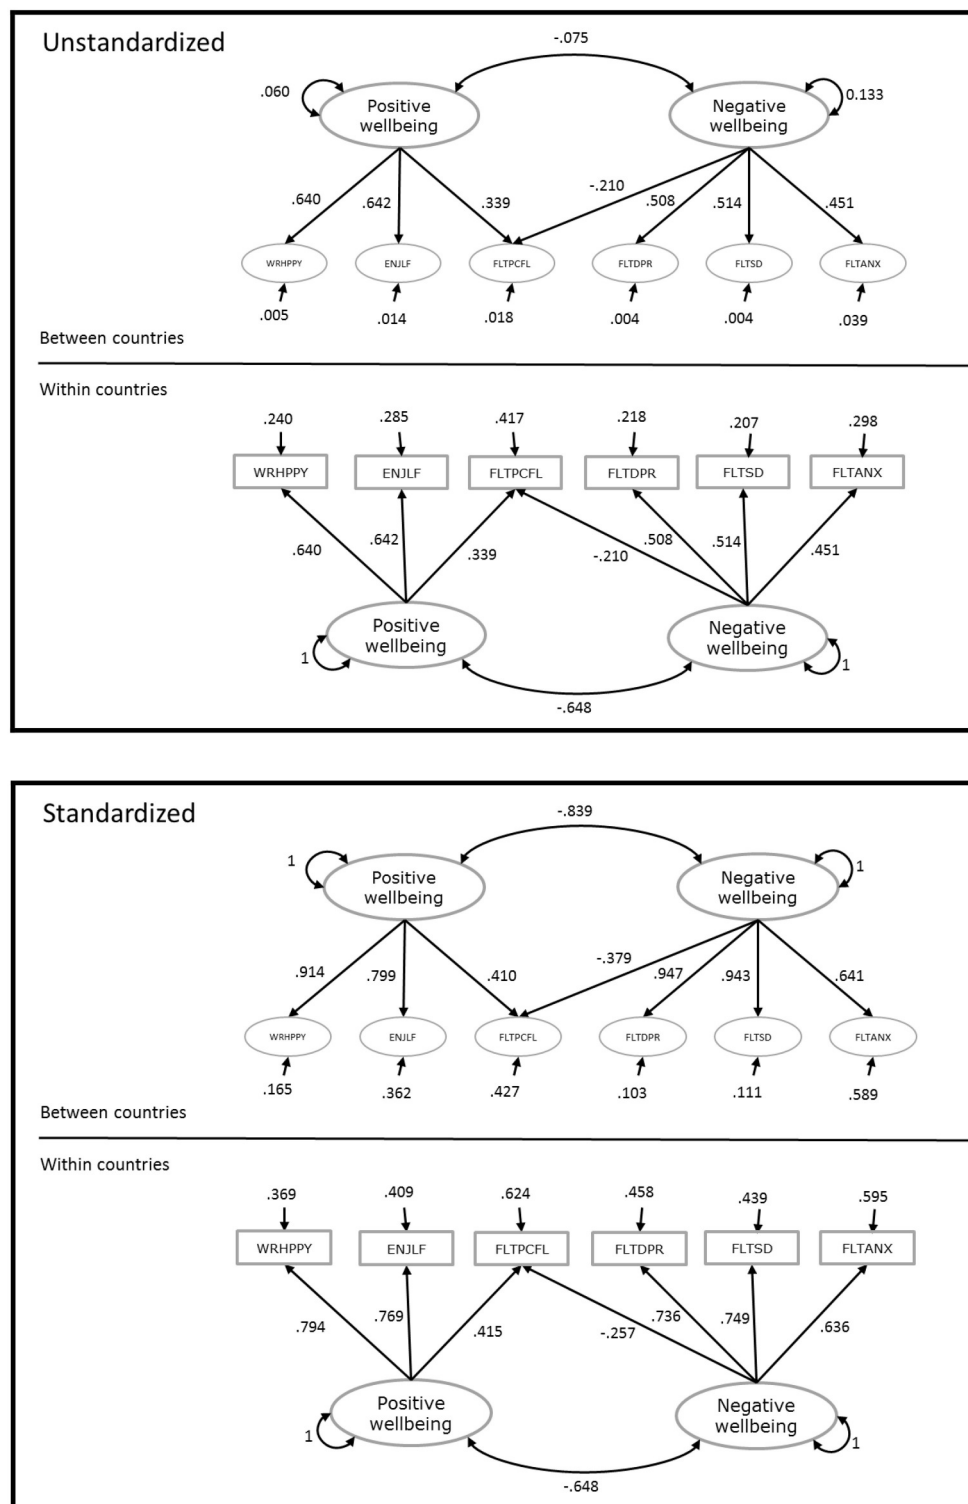 Unstandardized
-.075
.060
Positive
wellbeing
Negative
wellbeing
0.133
.640
.642
.339
-.210
.508
.514
.451
WRHPPY
ENJLF
FLTPCFL
FLTDPR
FLTSD
FLTANX
.005
.014
.018
.004
.004
.039
Between countries
Within countries
.240
.285
.417
.218
.207
.298
WRHPPY
ENJLF
FLTPCFL
FLTDPR
FLTSD
FLTANX
.640
.642
.339
-.210
.508
.514
.451
Positive
wellbeing
Negative
wellbeing
1
1
-.648
Standardized
-.839
1
Positive
wellbeing
Negative
wellbeing
1
.914
.799
.410
-.379
.947
.943
.641
WRHPPY
ENJLF
FLTPCFL
FLTDPR
FLTSD
FLTANX
.165
.362
.427
.103
.111
.589
Between countries
Within countries
.369
.409
.624
.458
.439
.595
WRHPPY
ENJLF
FLTPCFL
FLTDPR
FLTSD
FLTANX
.794
.769
.415
-.257
.736
.749
.636
Positive
wellbeing
Negative
wellbeing
1
1
-.648